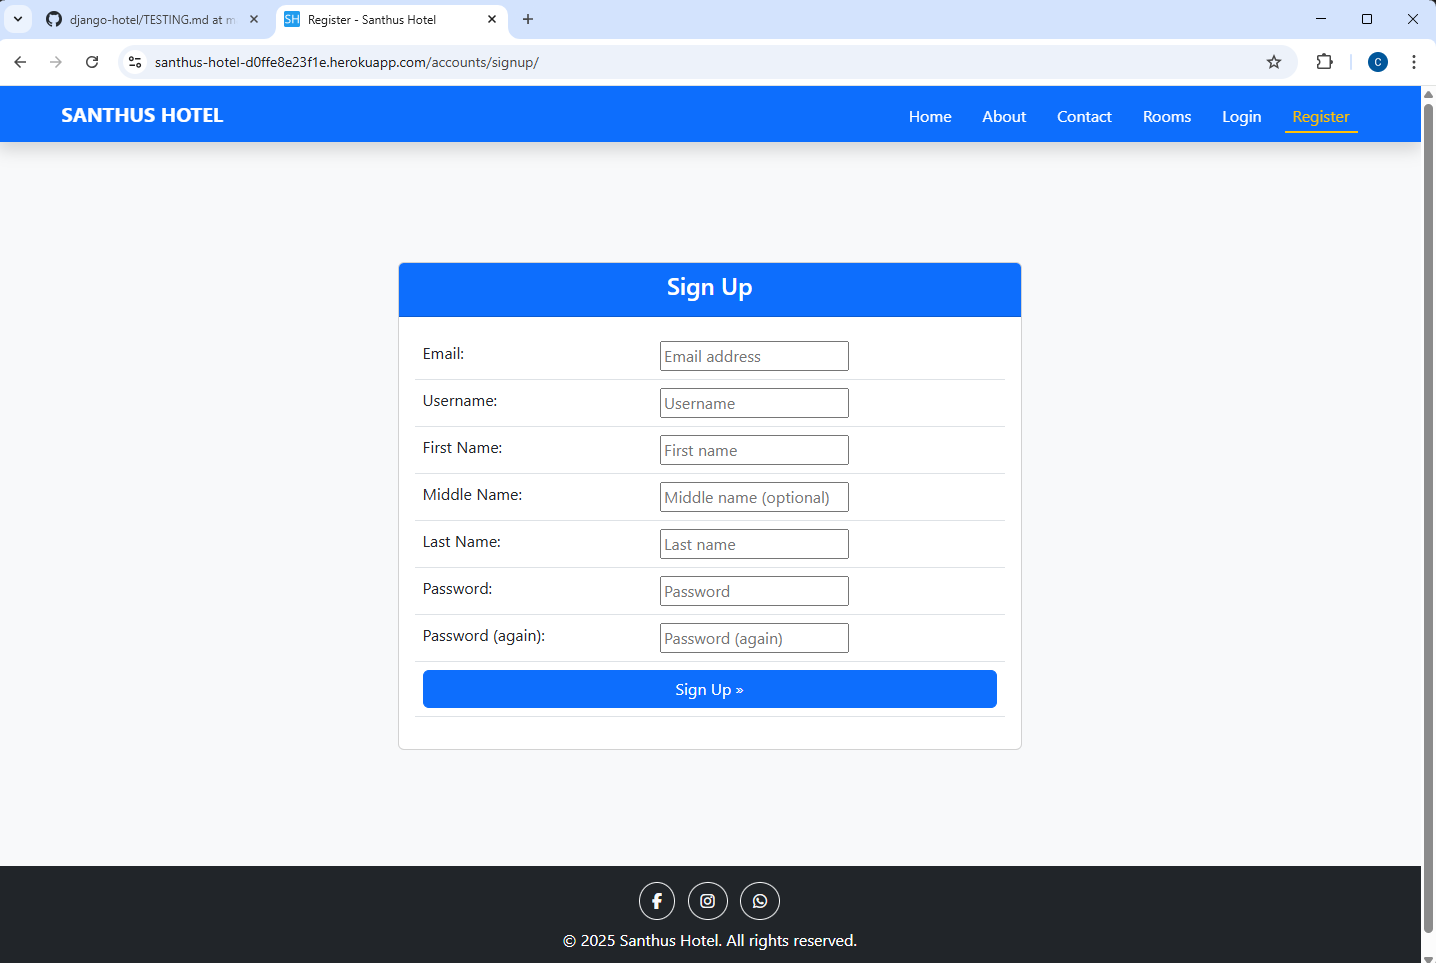 django-hotel/TESTING.md at m
SH Register - Santhus Hotel
santhus-hotel-d0ffe8e23f1e.herokuapp.com/accounts/signup/
C
SANTHUS HOTEL
Home About Contact Rooms Login Register
Sign Up
Email: Email address
Username: Username
First Name: First name
Middle Name: Middle name (optional)
Last Name: Last name
Password: Password
Password (again): Password (again)
Sign Up »
© 2025 Santhus Hotel. All rights reserved.